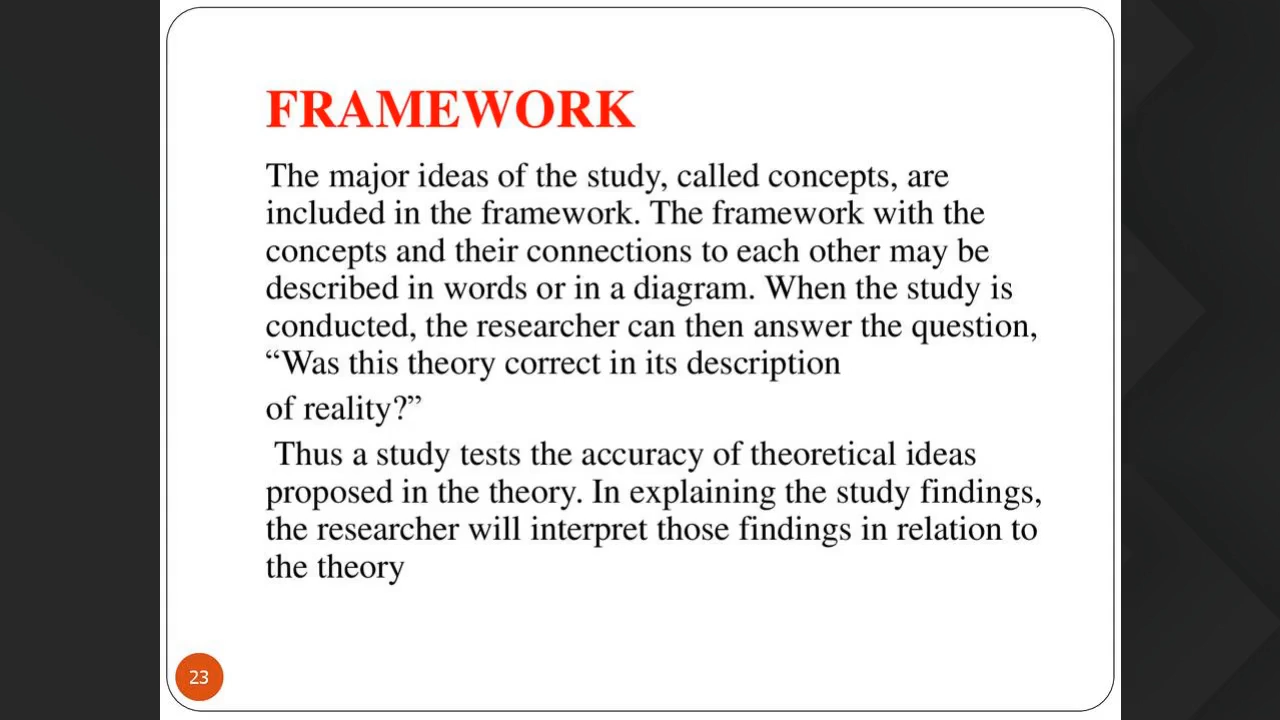 FRAMEWORK
The major ideas of the study, called concepts, are
included in the framework. The framework with the
concepts and their connections to each other may be
described in words or in a diagram. When the study is
conducted, the researcher can then answer the question,
“Was this theory correct in its description
of reality?”
Thus a study tests the accuracy of theoretical ideas
proposed in the theory. In explaining the study findings,
the researcher will interpret those findings in relation to
the theory
23